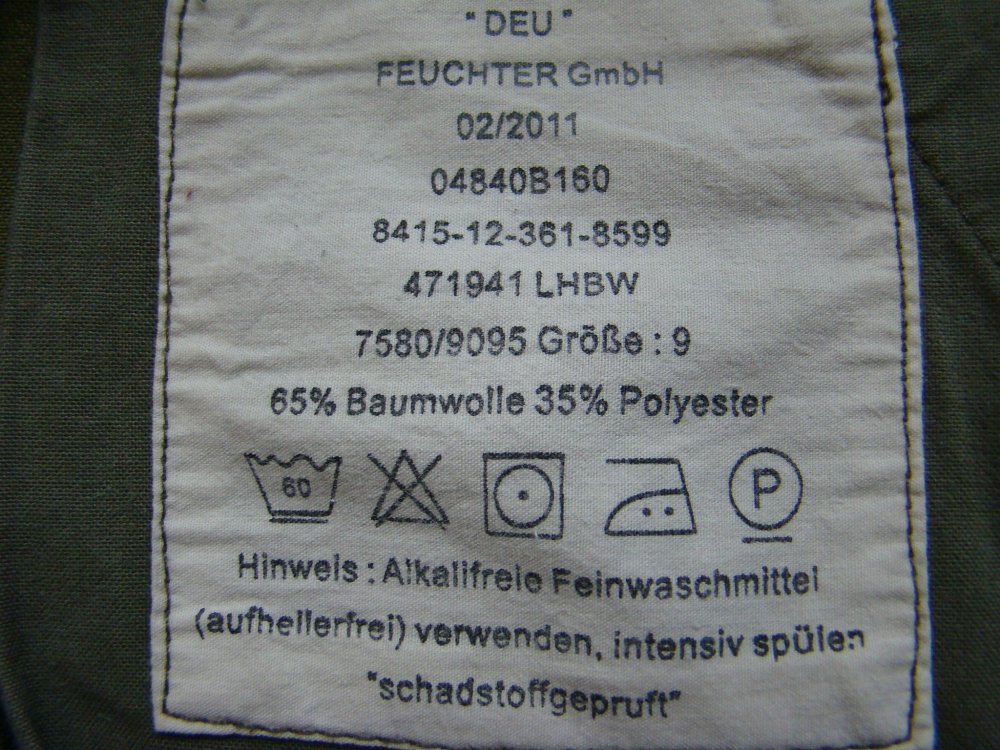 "DEU"
FEUCHTER GmbH
02/2011
04840B160
8415-12-361-8599
471941 LHBW
7580/9095 Größe : 9
65% Baumwolle 35% Polyester
60 P
Hinweis : Alkalifreie Feinwaschmittel
(aufhellerfrei) verwenden, intensiv spülen
"schadstoffgepruft"